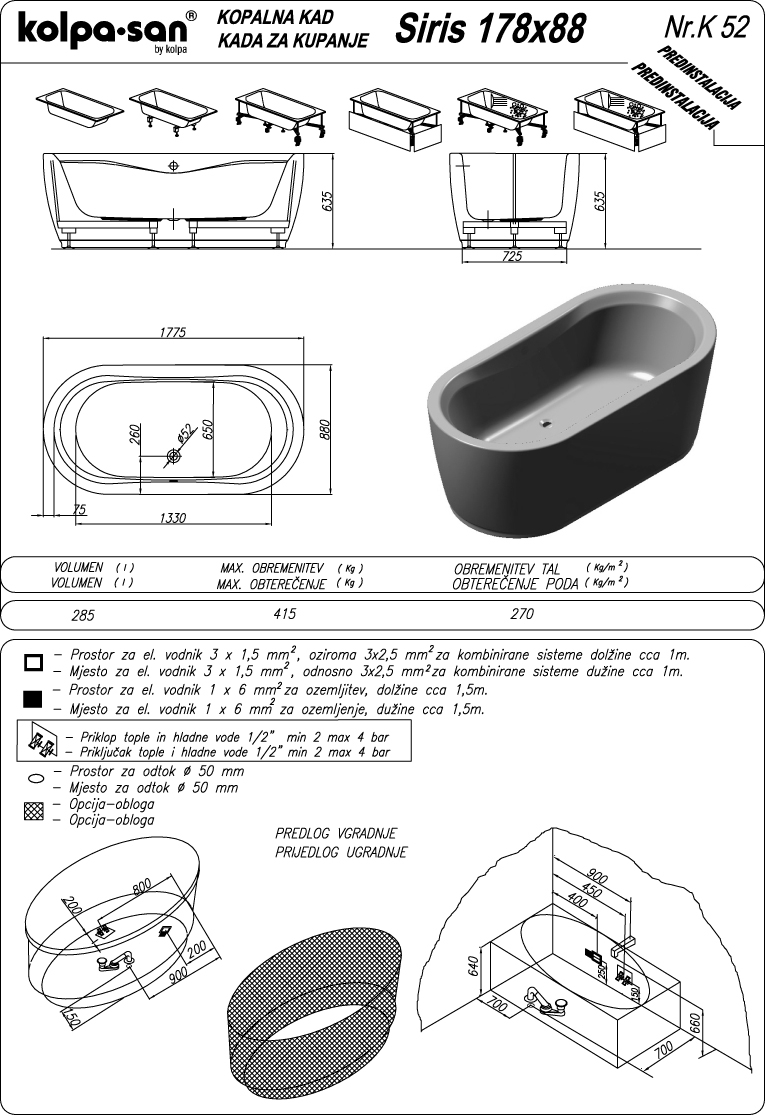 kolpa·san®
by kolpa
KOPALNA KAD
KADA ZA KUPANJE
Siris 178x88
Nr.K 52
PREDINSTALACIJA
PREDINSTALACIJA
635
635
725
1775
260
ø52
650
880
75
1330
VOLUMEN ( l ) MAX. OBREMENITEV ( Kg ) OBREMENITEV TAL ( Kg/m² )
VOLUMEN ( l ) MAX. OBTEREČENJE ( Kg ) OBTEREČENJE PODA ( Kg/m² )
285 415 270
– Prostor za el. vodnik 3 x 1,5 mm², oziroma 3x2,5 mm² za kombinirane sisteme dolžine cca 1m.
– Mjesto za el. vodnik 3 x 1,5 mm², odnosno 3x2,5 mm² za kombinirane sisteme dužine cca 1m.
– Prostor za el. vodnik 1 x 6 mm² za ozemljitev, dolžine cca 1,5m.
– Mjesto za el. vodnik 1 x 6 mm² za ozemljenje, dužine cca 1,5m.
– Priklop tople in hladne vode 1/2" min 2 max 4 bar
– Priključak tople i hladne vode 1/2" min 2 max 4 bar
– Prostor za odtok ø 50 mm
– Mjesto za odtok ø 50 mm
– Opcija-obloga
– Opcija-obloga
PREDLOG VGRADNJE
PRIJEDLOG UGRADNJE
200
800
200
900
150
900
450
400
640
250
150
700
660
700